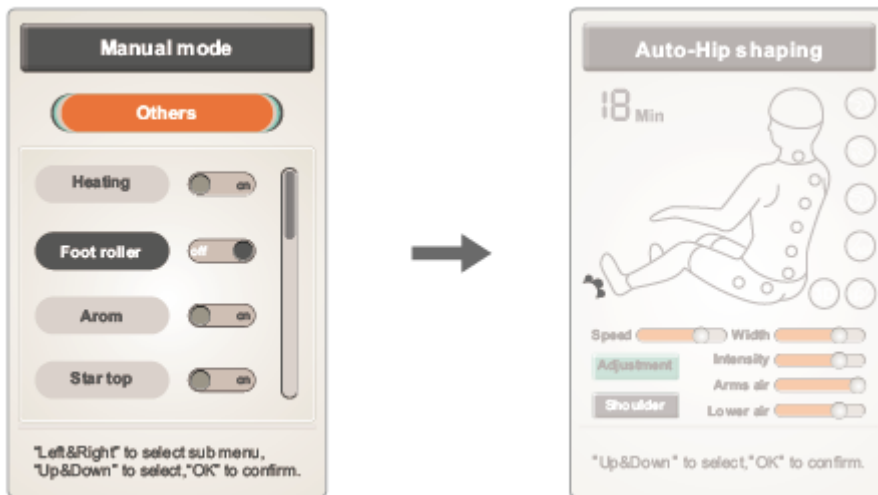 Manual mode
Others
Heating on
Foot roller off
Arom on
Star top on
"Left&Right" to select sub menu,
"Up&Down" to select,"OK" to confirm.
Auto-Hip shaping
18 Min
Speed Width
Adjustment Intensity
Arms air
Shoulder Lower air
"Up&Down" to select,"OK" to confirm.